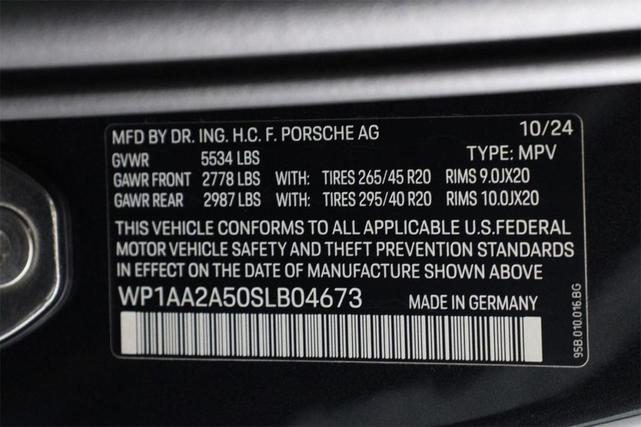 MFD BY DR. ING. H.C. F. PORSCHE AG 10/24
GVWR 5534 LBS TYPE: MPV
GAWR FRONT 2778 LBS WITH: TIRES 265/45 R20 RIMS 9.0JX20
GAWR REAR 2987 LBS WITH: TIRES 295/40 R20 RIMS 10.0JX20
THIS VEHICLE CONFORMS TO ALL APPLICABLE U.S.FEDERAL
MOTOR VEHICLE SAFETY AND THEFT PREVENTION STANDARDS
IN EFFECT ON THE DATE OF MANUFACTURE SHOWN ABOVE
WP1AA2A50SLB04673 MADE IN GERMANY
95B.010.016.BG